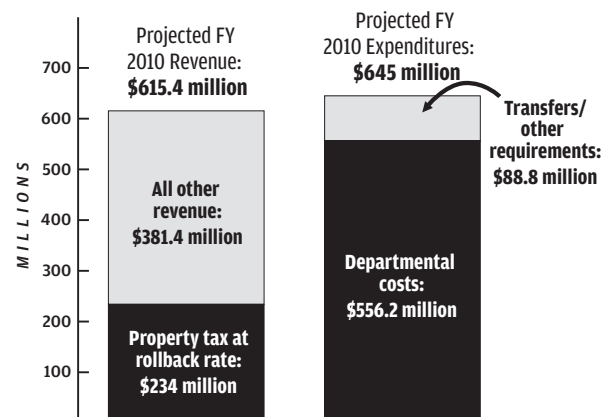 Projected FY
2010 Revenue:
$615.4 million
Projected FY
2010 Expenditures:
$645 million
Transfers/
other
requirements:
$88.8 million
MILLIONS
700
600
500
400
300
200
100
All other
revenue:
$381.4 million
Property tax at
rollback rate:
$234 million
Departmental
costs:
$556.2 million